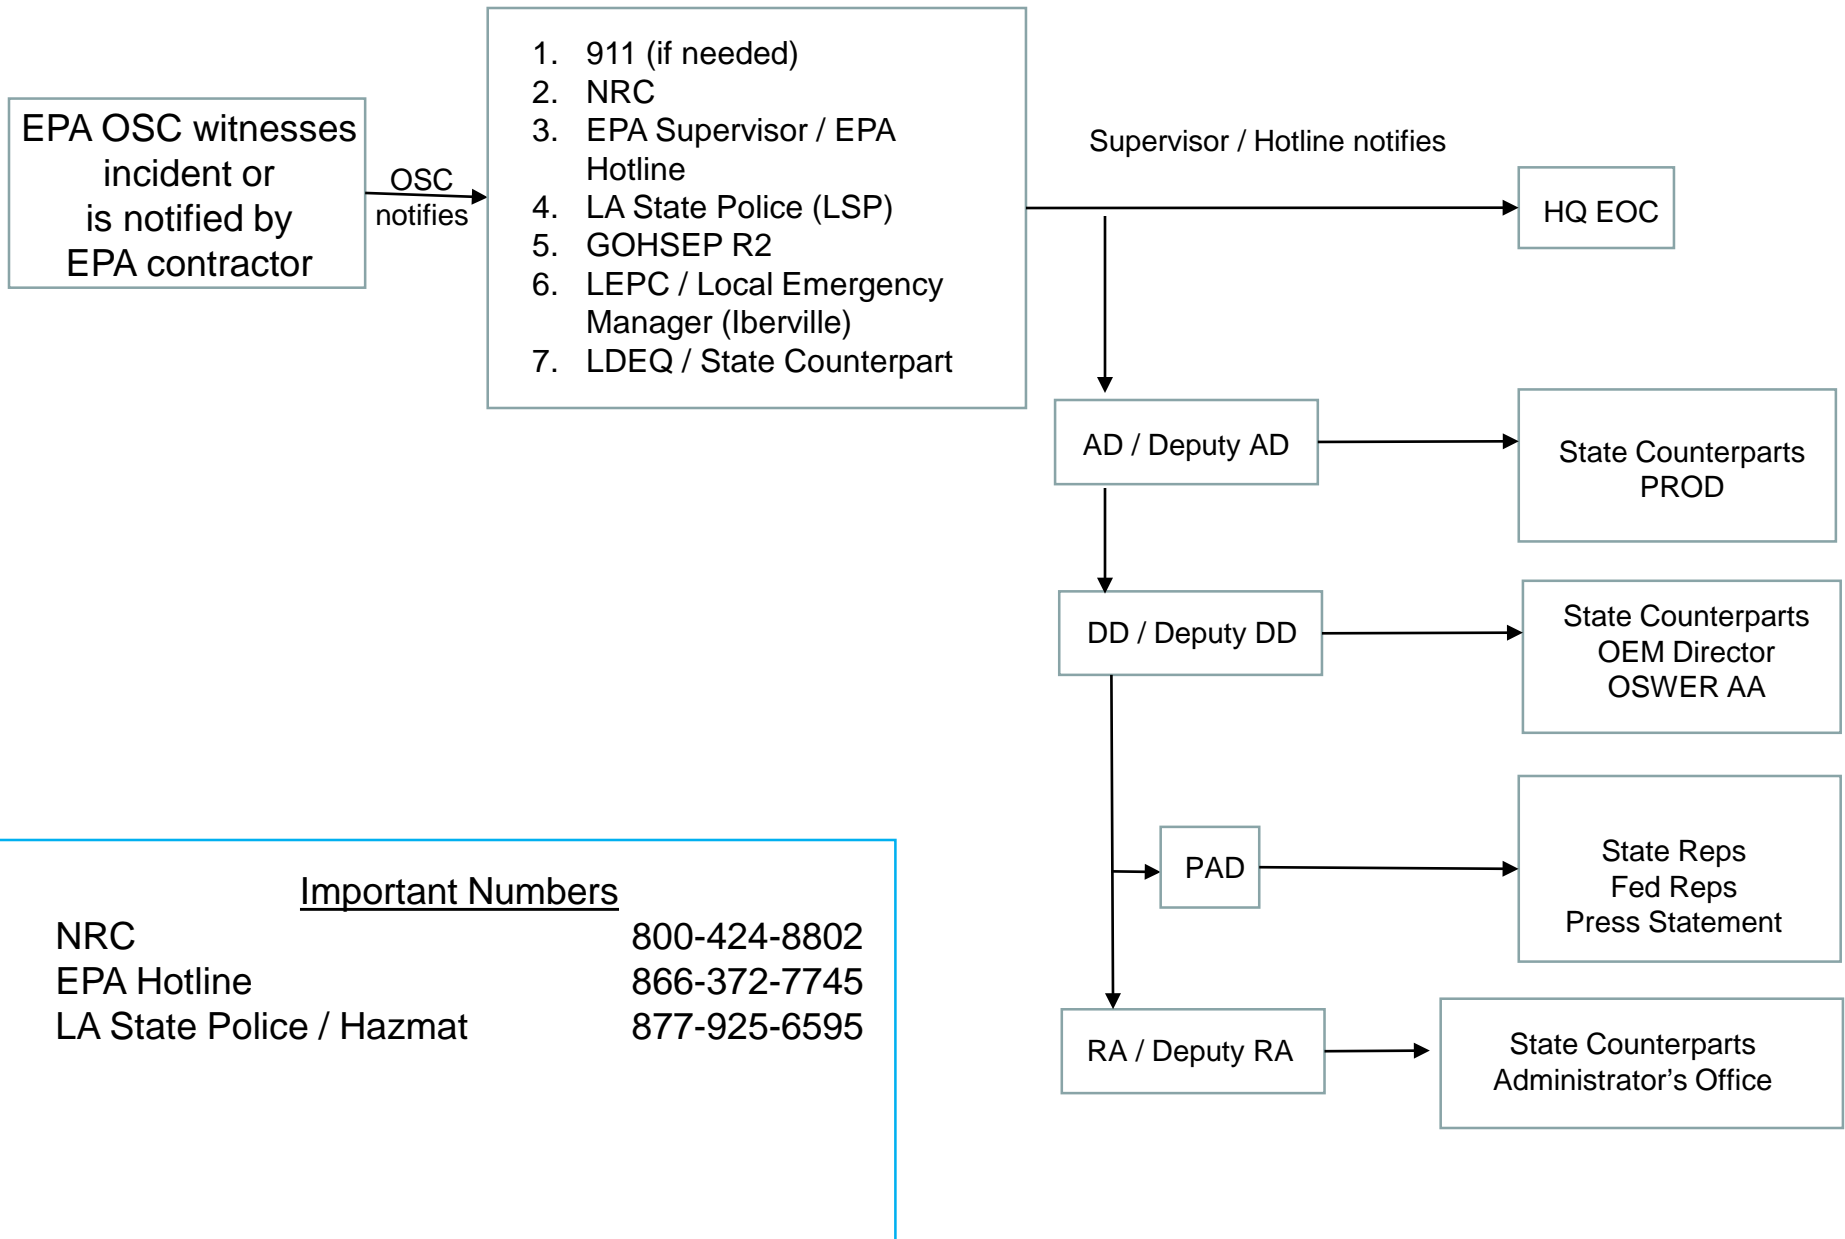 EPA OSC witnesses
incident or
is notified by
EPA contractor
OSC
notifies
1. 911 (if needed)
2. NRC
3. EPA Supervisor / EPA
Hotline
4. LA State Police (LSP)
5. GOHSEP R2
6. LEPC / Local Emergency
Manager (Iberville)
7. LDEQ / State Counterpart
Supervisor / Hotline notifies
HQ EOC
AD / Deputy AD
State Counterparts
PROD
DD / Deputy DD
State Counterparts
OEM Director
OSWER AA
PAD
State Reps
Fed Reps
Press Statement
RA / Deputy RA
State Counterparts
Administrator’s Office
Important Numbers
NRC 800-424-8802
EPA Hotline 866-372-7745
LA State Police / Hazmat 877-925-6595